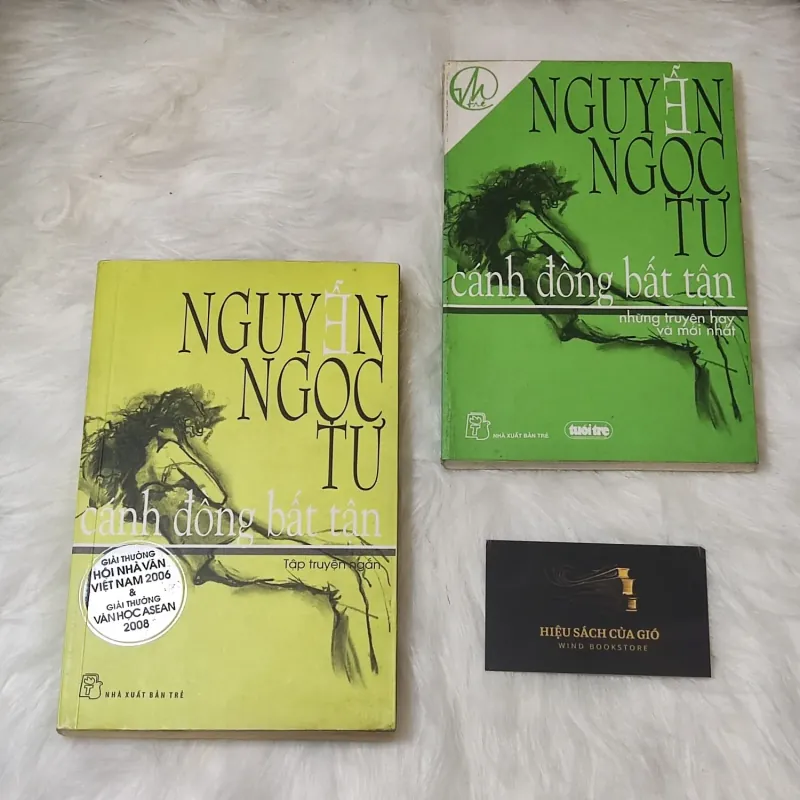 NGUYỄN
NGỌC
TƯ
cánh đồng bất tận
Tập truyện ngắn
GIẢI THƯỞNG
HỘI NHÀ VĂN
VIỆT NAM 2006
&
GIẢI THƯỞNG
VĂN HỌC ASEAN
2008
NHÀ XUẤT BẢN TRẺ
NGUYỄN
NGỌC
TƯ
cánh đồng bất tận
những truyện hay
và mới nhất
NHÀ XUẤT BẢN TRẺ
tuổi trẻ
HIỆU SÁCH CỦA GIÓ
WIND BOOKSTORE